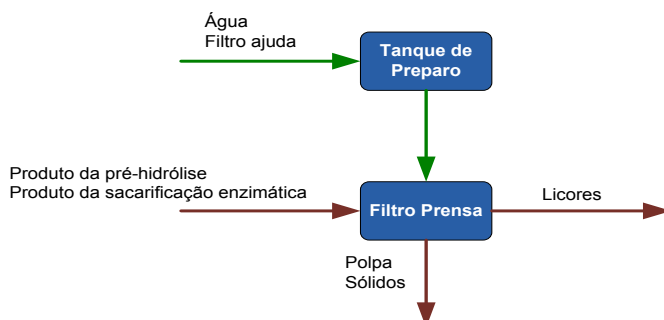 Água
Filtro ajuda
Tanque de
Preparo
Produto da pré-hidrólise
Produto da sacarificação enzimática
Filtro Prensa
Licores
Polpa
Sólidos